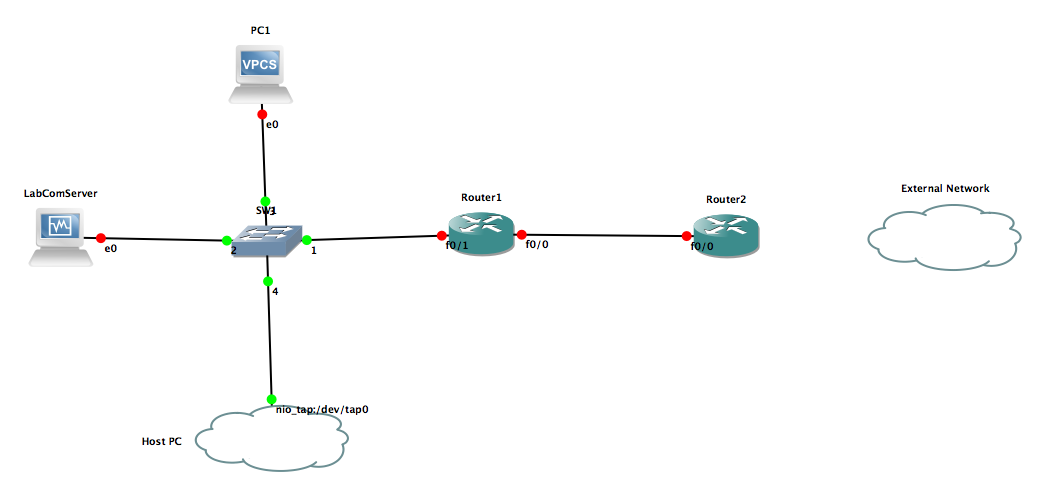 PC1
VPCS
e0
LabComServer
e0
SW1
3
2
1
4
Router1
f0/1
f0/0
Router2
f0/0
External Network
nio_tap:/dev/tap0
Host PC